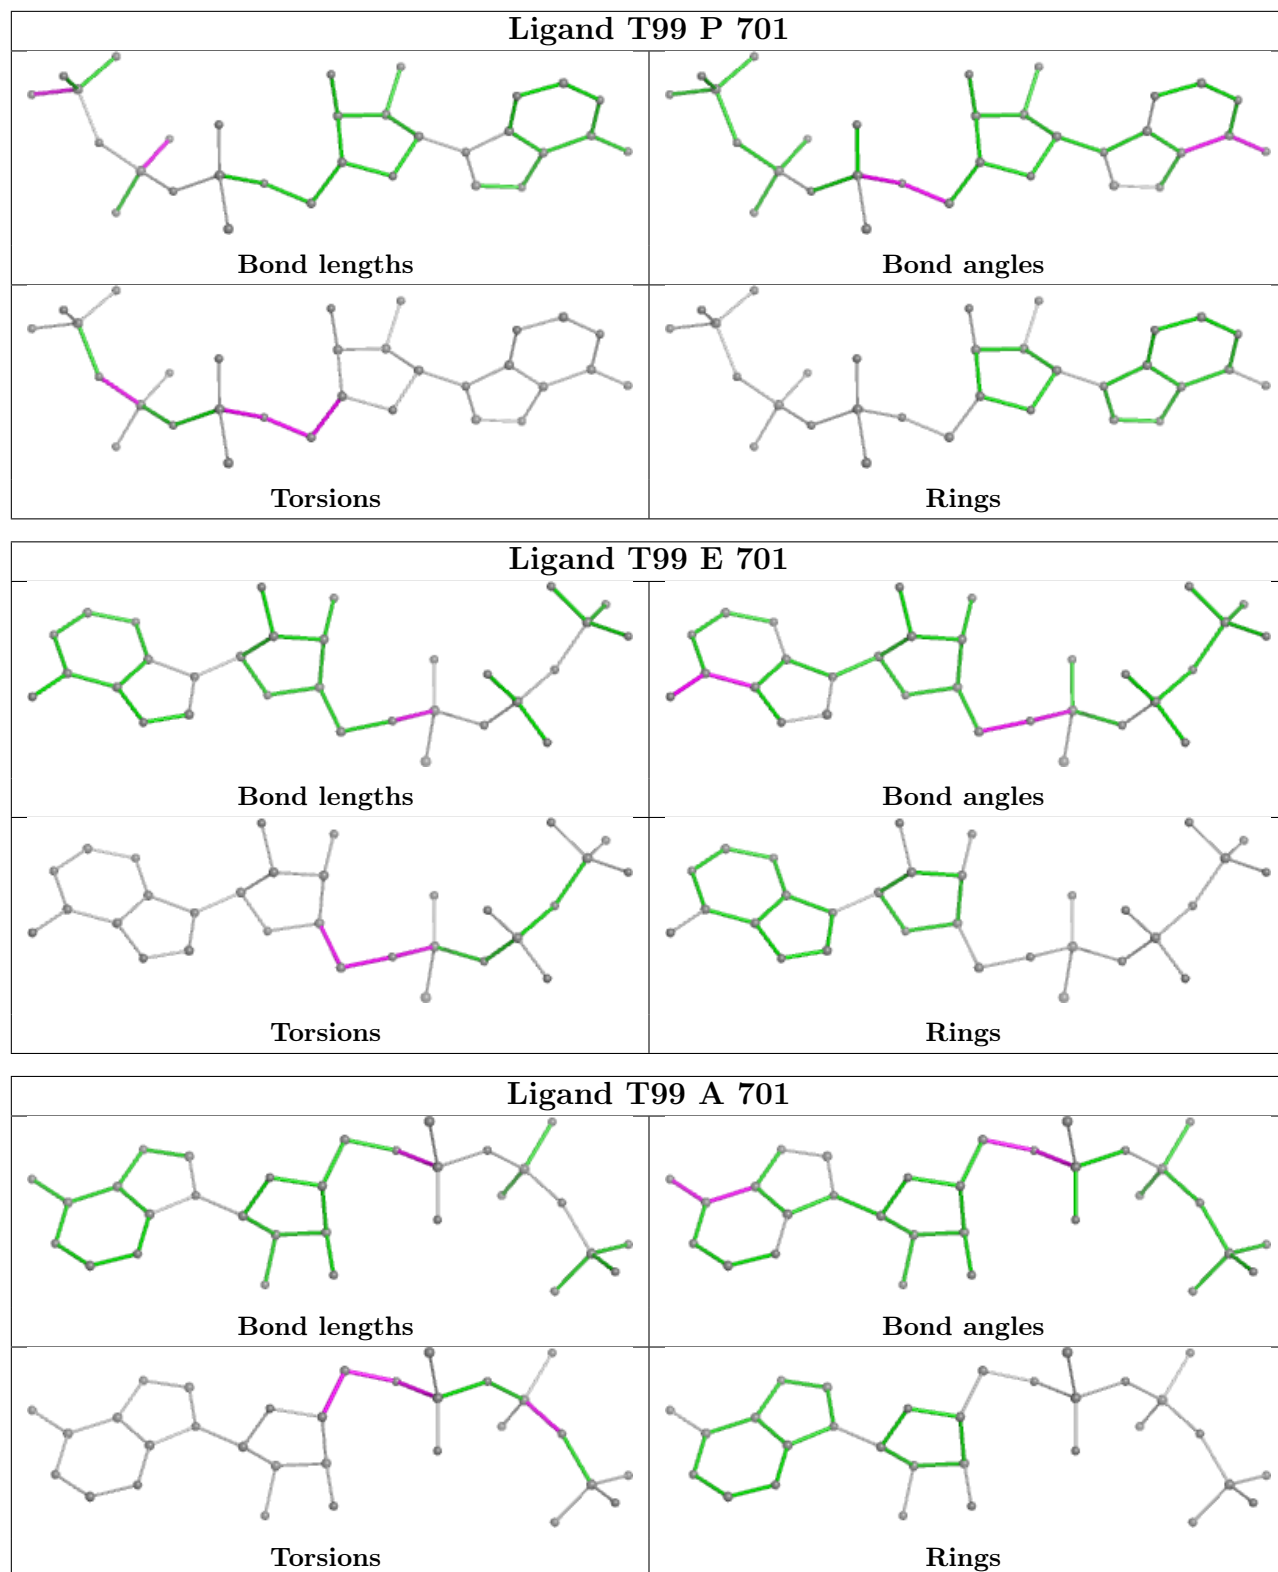 Ligand T99 P 701
Bond lengths
Bond angles
Torsions
Rings
Ligand T99 E 701
Bond lengths
Bond angles
Torsions
Rings
Ligand T99 A 701
Bond lengths
Bond angles
Torsions
Rings